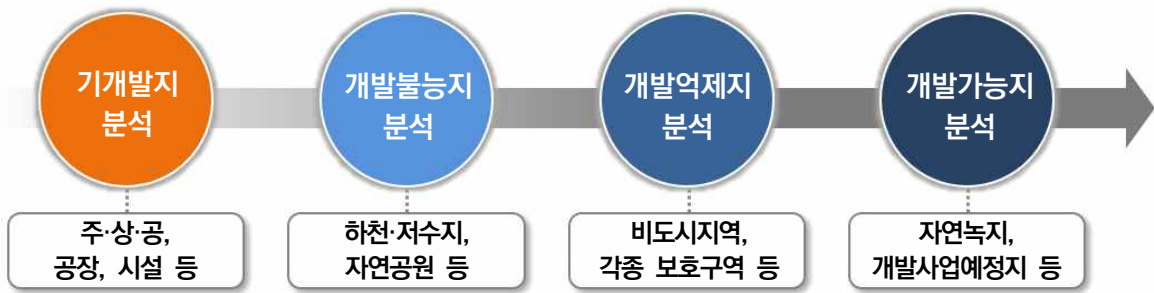 기개발지
분석
개발불능지
분석
개발억제지
분석
개발가능지
분석
주·상·공,
공장, 시설 등
하천·저수지,
자연공원 등
비도시지역,
각종 보호구역 등
자연녹지,
개발사업예정지 등